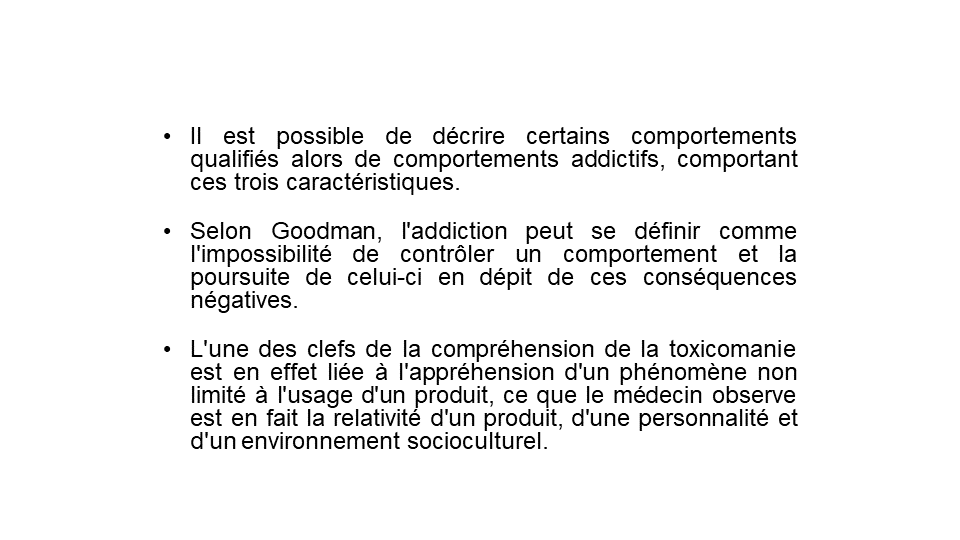 • Il est possible de décrire certains comportements
qualifiés alors de comportements addictifs, comportant
ces trois caractéristiques.
• Selon Goodman, l'addiction peut se définir comme
l'impossibilité de contrôler un comportement et la
poursuite de celui-ci en dépit de ces conséquences
négatives.
• L'une des clefs de la compréhension de la toxicomanie
est en effet liée à l'appréhension d'un phénomène non
limité à l'usage d'un produit, ce que le médecin observe
est en fait la relativité d'un produit, d'une personnalité et
d'un environnement socioculturel.